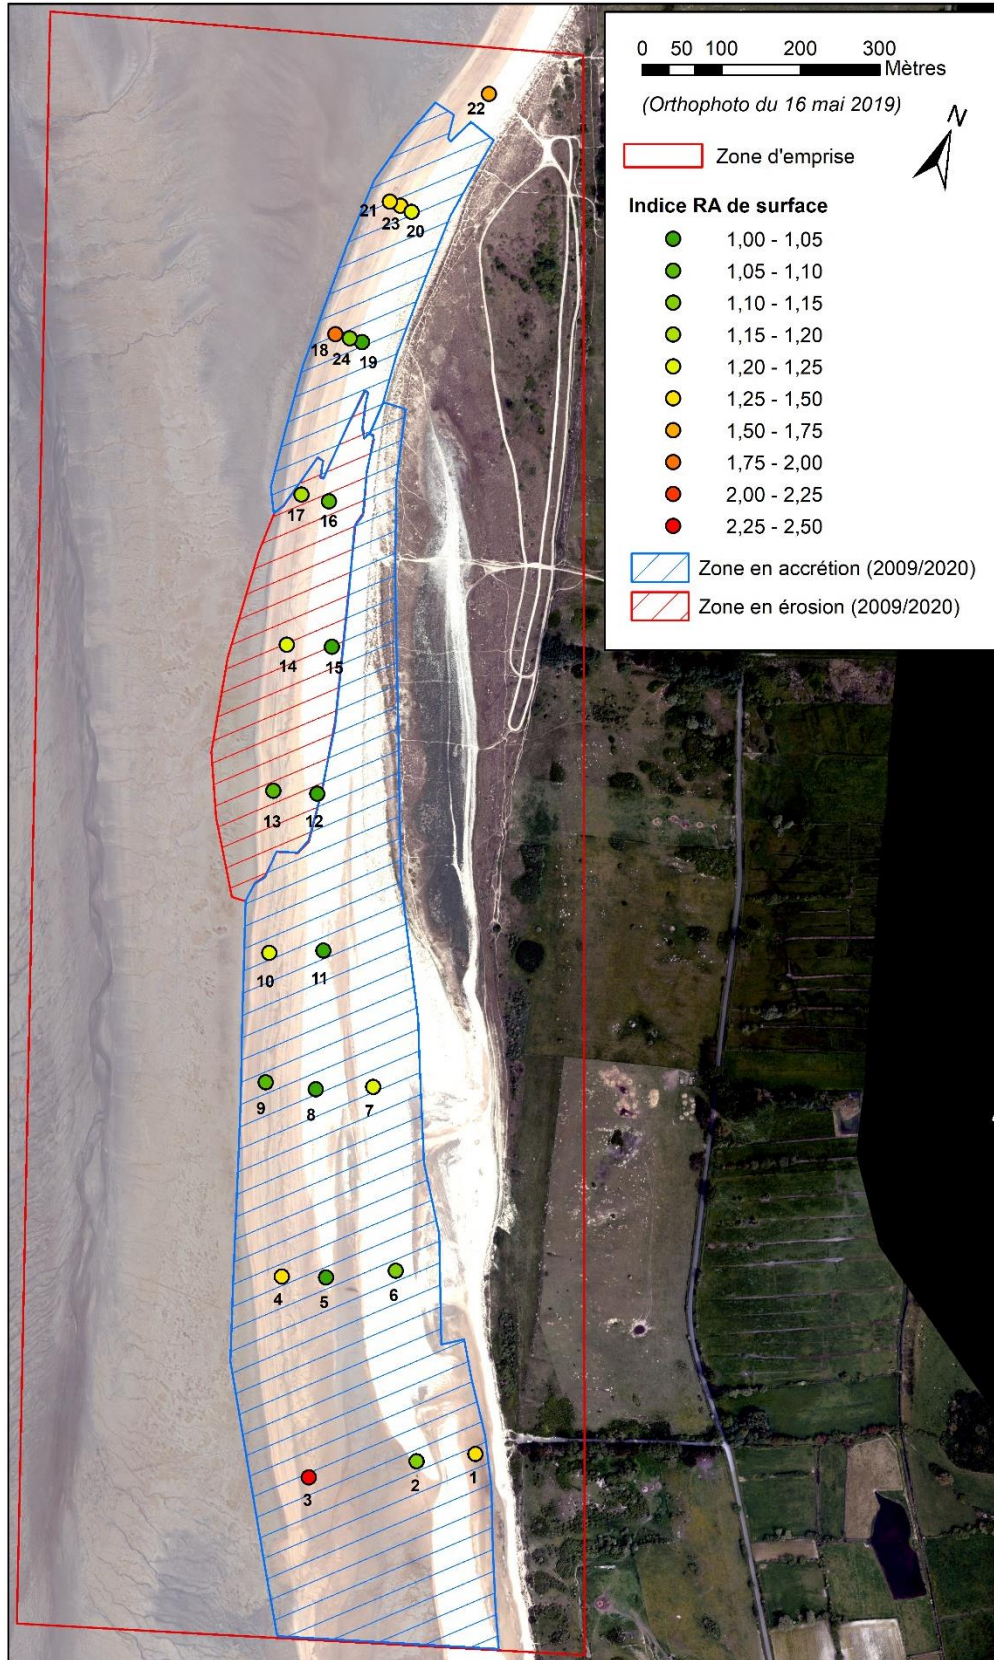 0 50 100 200 300
Mètres
(Orthophoto du 16 mai 2019)
N
Zone d'emprise
Indice RA de surface
1,00 - 1,05
1,05 - 1,10
1,10 - 1,15
1,15 - 1,20
1,20 - 1,25
1,25 - 1,50
1,50 - 1,75
1,75 - 2,00
2,00 - 2,25
2,25 - 2,50
Zone en accrétion (2009/2020)
Zone en érosion (2009/2020)
22
21
23
20
18
24
19
17
16
14
15
13
12
10
11
9
8
7
4
5
6
3
2
1